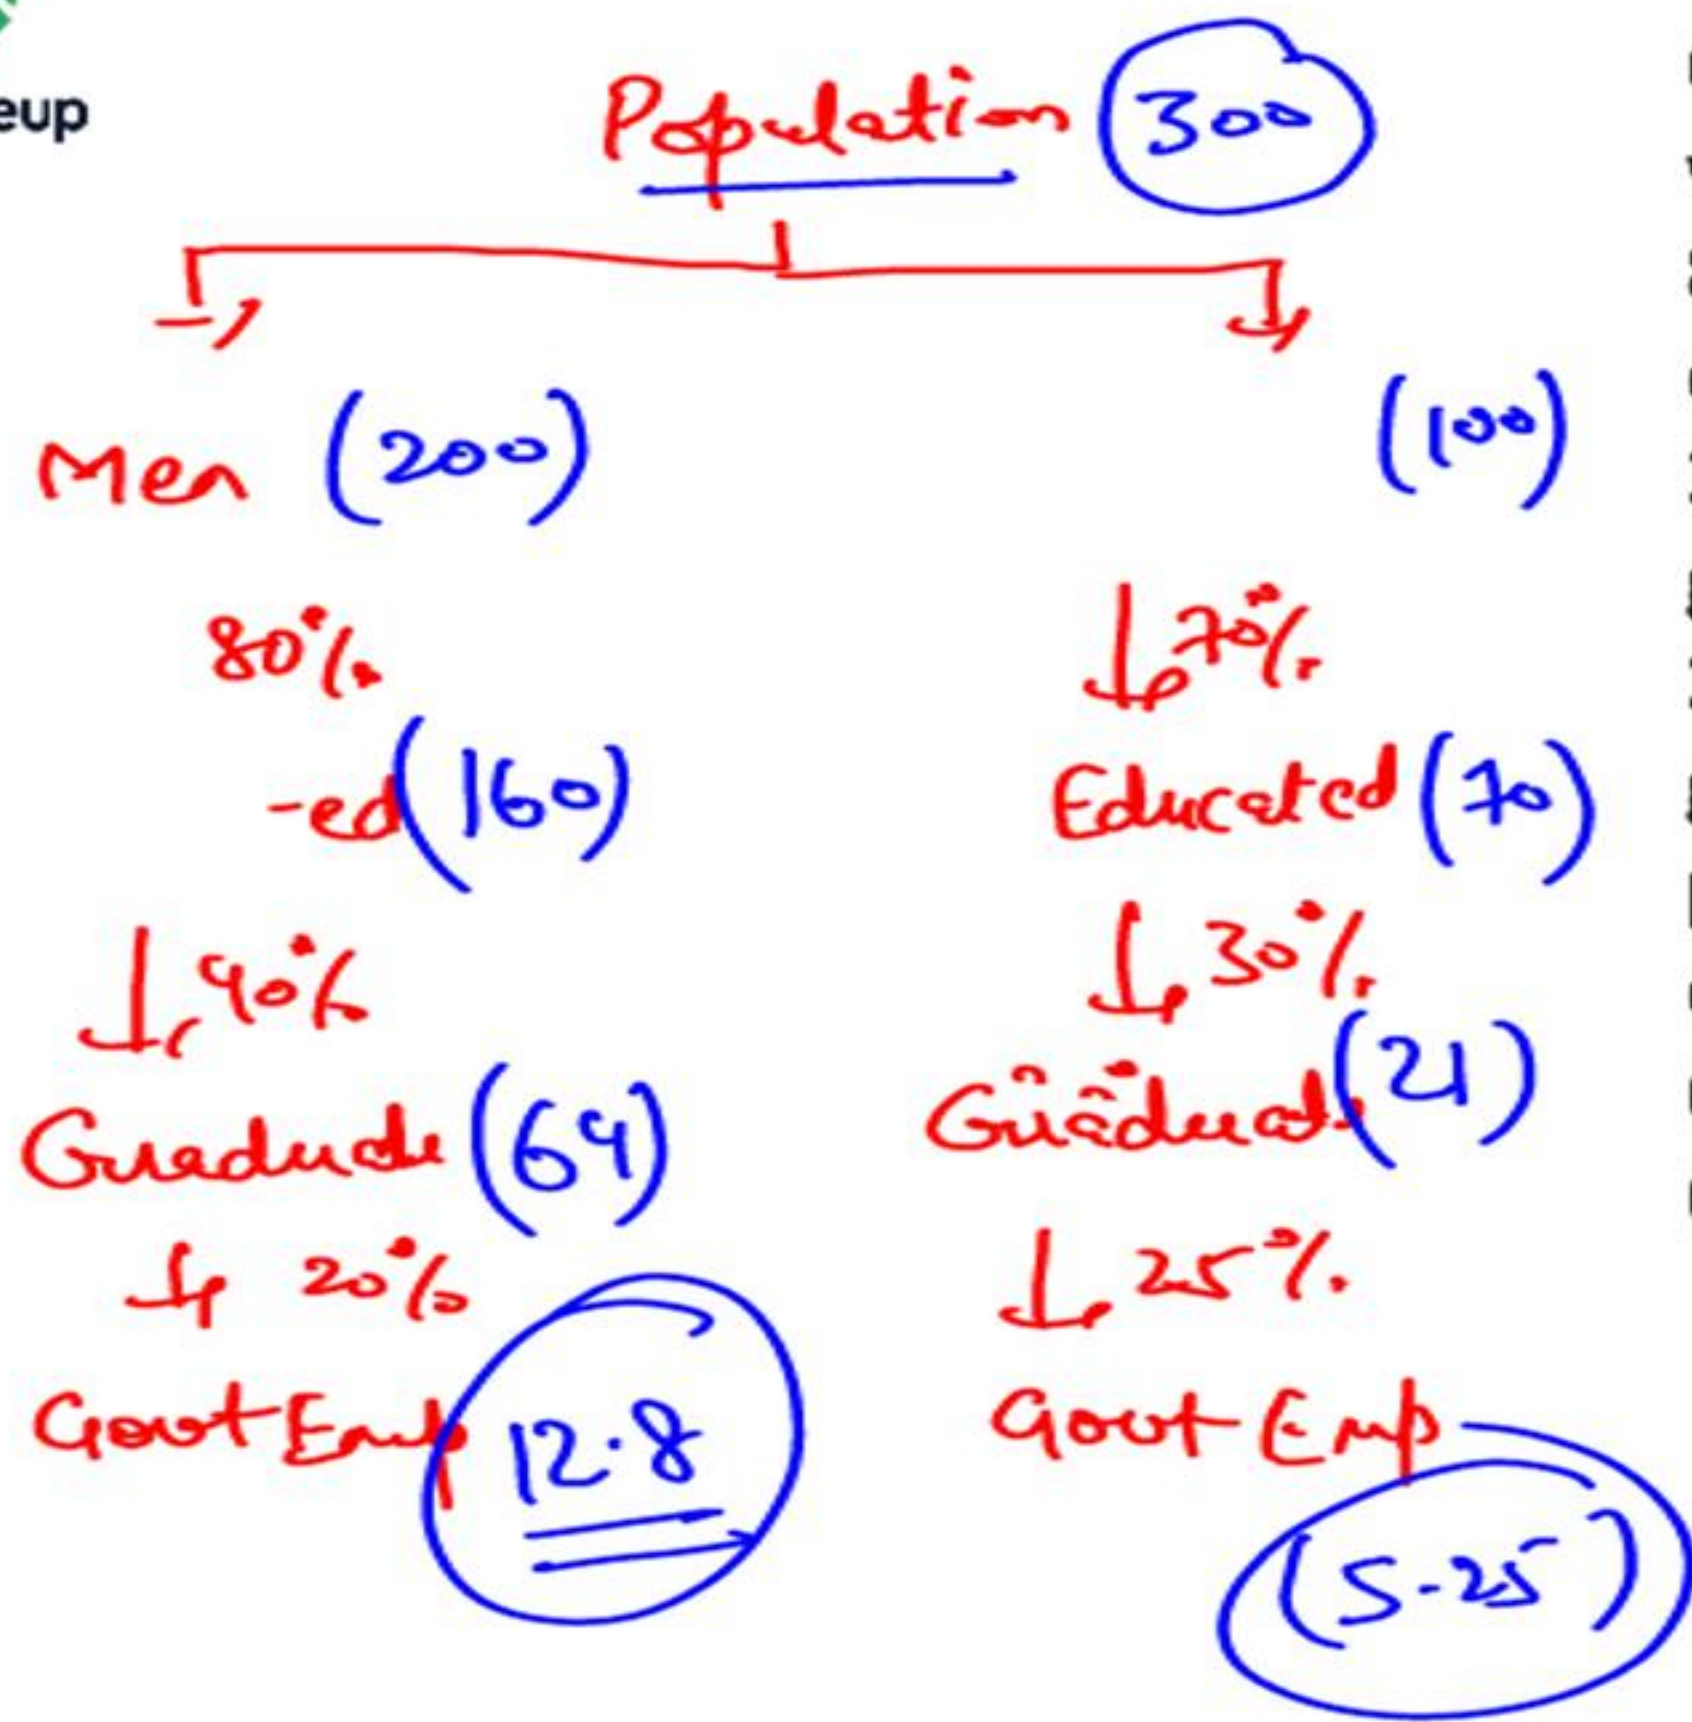 eup
Population 300
Men (200) (100)
80% 70%
-ed (160) Educated (70)
40% 30%
Graduate (64) Graduate (21)
20% 25%
Govt Emp 12.8 Govt Emp
(5.25)